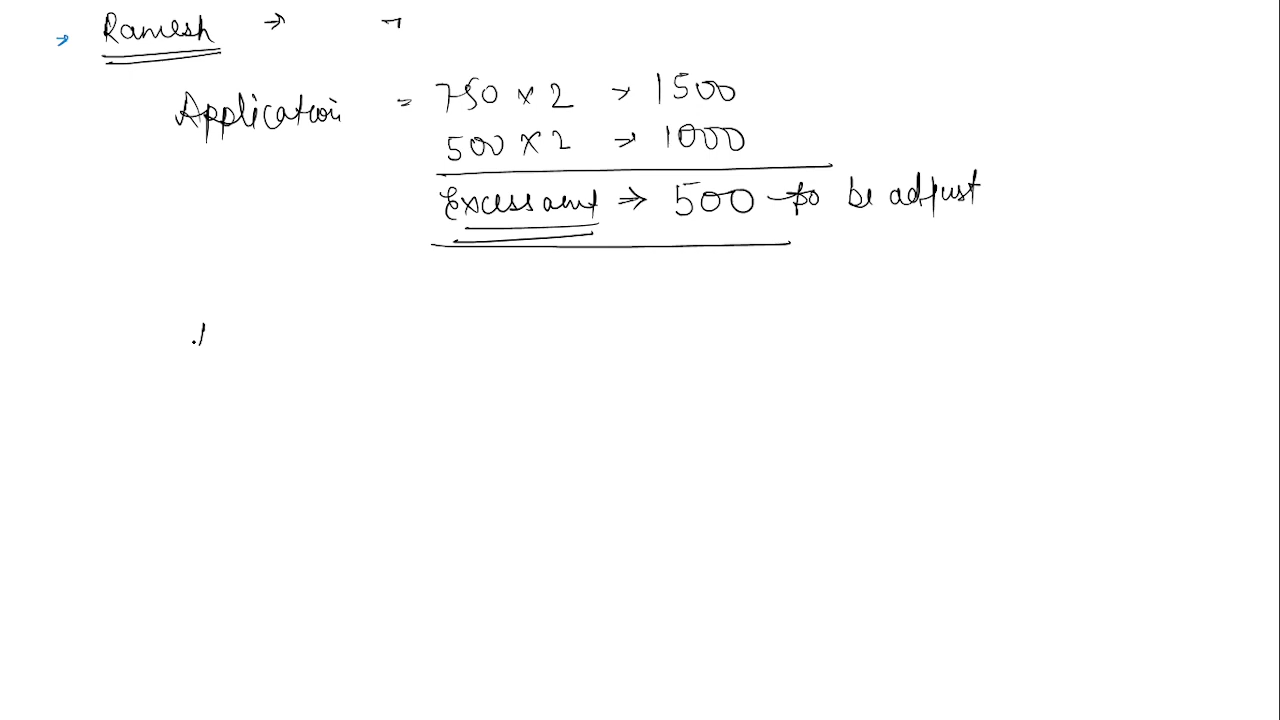 → Ramesh →
Application = 750 × 2 → 1500
500 × 2 → 1000
Excess amt ⇒ 500 to be adjust